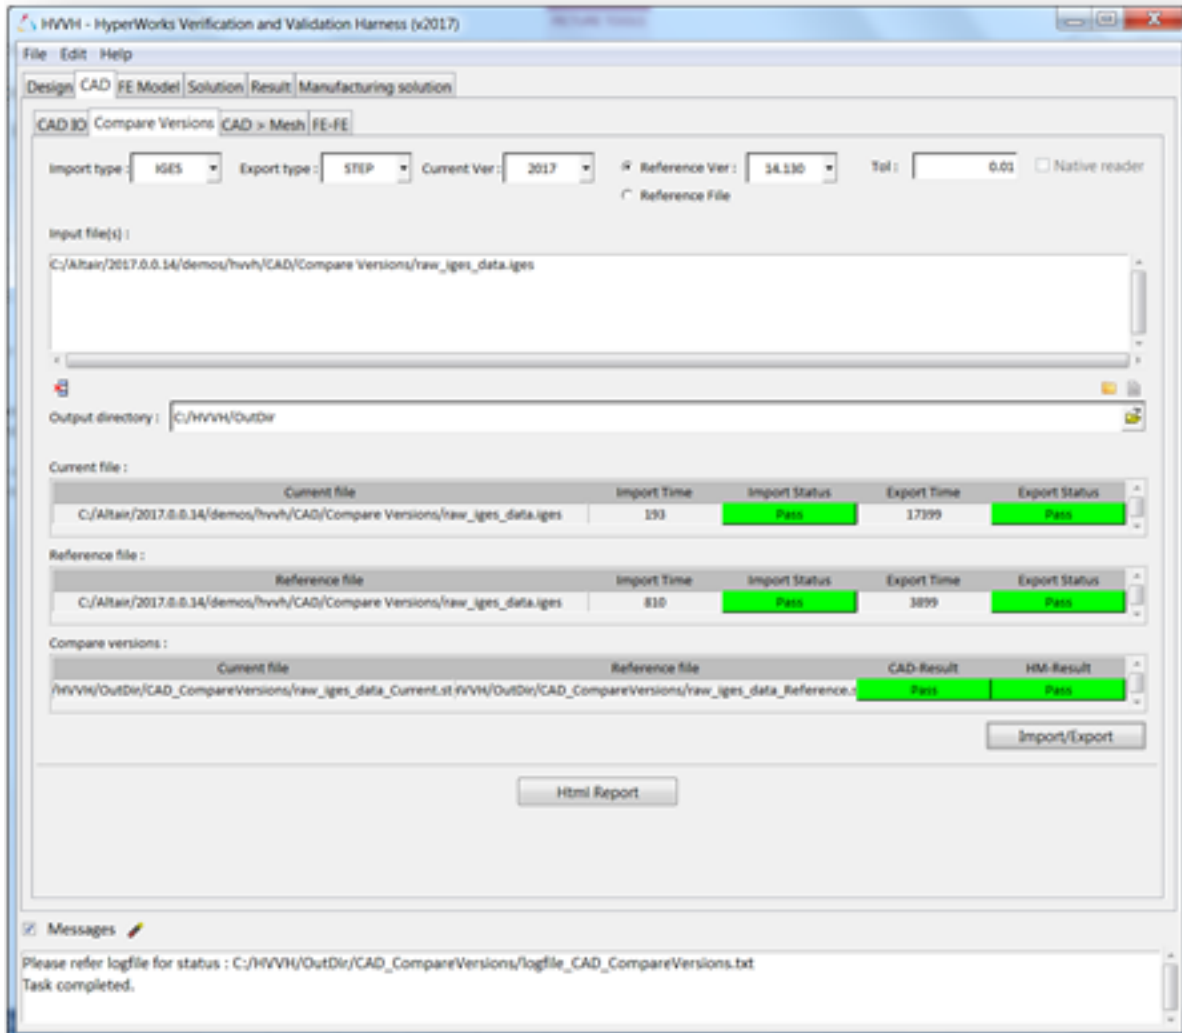 HVVH - HyperWorks Verification and Validation Harness (v2017)
File Edit Help
Design CAD FE Model Solution Result Manufacturing solution
CAD IO Compare Versions CAD > Mesh FE-FE
Import type : IGES Export type : STEP Current Ver : 2017 Reference Ver : 14.130 Tol : 0.01 Native reader
Reference File
Input file(s) :
C:/Altair/2017.0.0.14/demos/hvvh/CAD/Compare Versions/raw_iges_data.iges
Output directory : C:/HVVH/OutDir
Current file :
Current file Import Time Import Status Export Time Export Status
C:/Altair/2017.0.0.14/demos/hvvh/CAD/Compare Versions/raw_iges_data.iges 193 Pass 17399 Pass
Reference file :
Reference file Import Time Import Status Export Time Export Status
C:/Altair/2017.0.0.14/demos/hvvh/CAD/Compare Versions/raw_iges_data.iges 810 Pass 3899 Pass
Compare versions :
Current file Reference file CAD-Result HM-Result
/HVVH/OutDir/CAD_CompareVersions/raw_iges_data_Current.st HVVH/OutDir/CAD_CompareVersions/raw_iges_data_Reference.s Pass Pass
Import/Export
Html Report
Messages
Please refer logfile for status : C:/HVVH/OutDir/CAD_CompareVersions/logfile_CAD_CompareVersions.txt
Task completed.